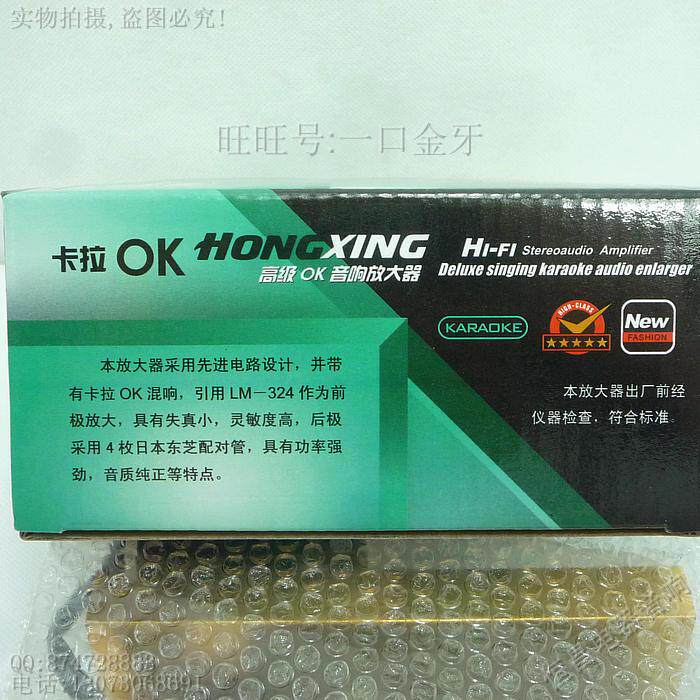 实物拍摄,盗图必究!
旺旺号:一口金牙
卡拉 OK HONGXING
高级 OK 音响放大器
HI-FI Stereoaudio Amplifier
Deluxe singing karaoke audio enlarger
KARAOKE
HIGH-CLASS
New
FASHION
本放大器采用先进电路设计，并带
有卡拉 OK 混响，引用 LM－324 作为前
极放大，具有失真小，灵敏度高，后极
采用 4 枚日本东芝配对管，具有功率强
劲，音质纯正等特点。
本放大器出厂前经
仪器检查．符合标准。
QQ:874728883